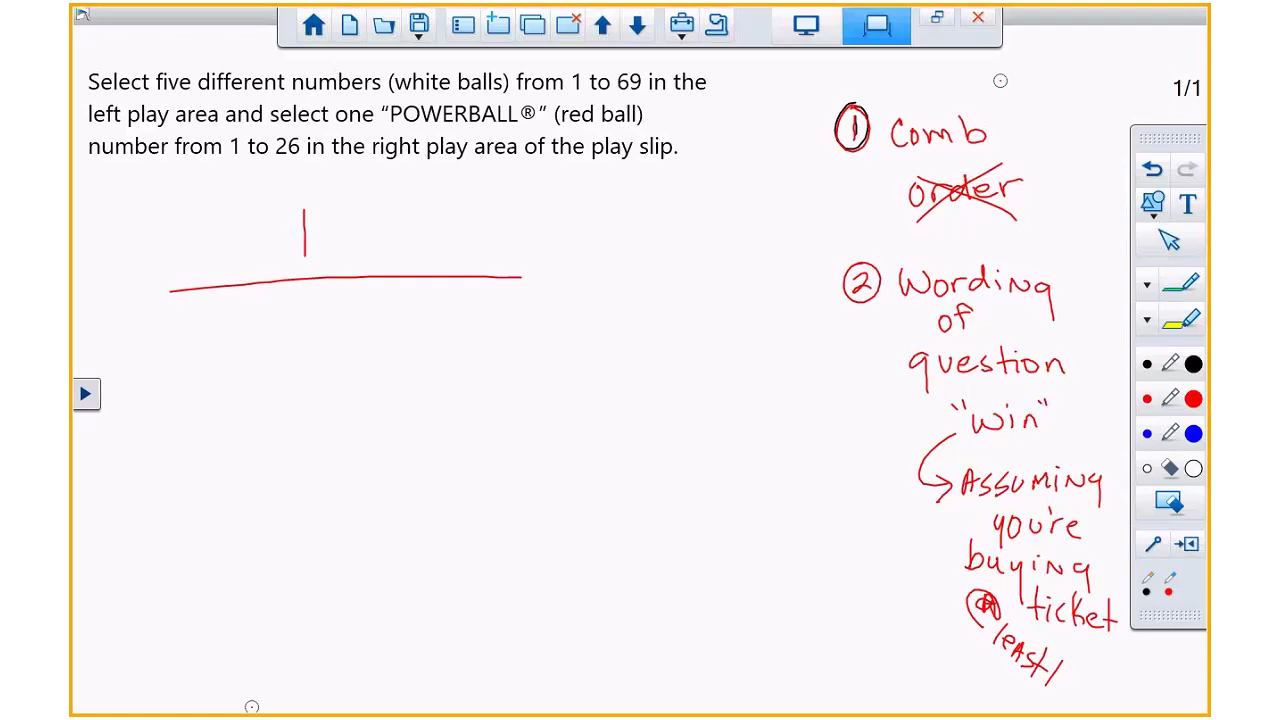 Select five different numbers (white balls) from 1 to 69 in the
left play area and select one “POWERBALL®” (red ball)
number from 1 to 26 in the right play area of the play slip.
1/1
1
① Comb
order
② Wording
of
question
"Win"
Assuming
you're
buying
ticket
least 1
T